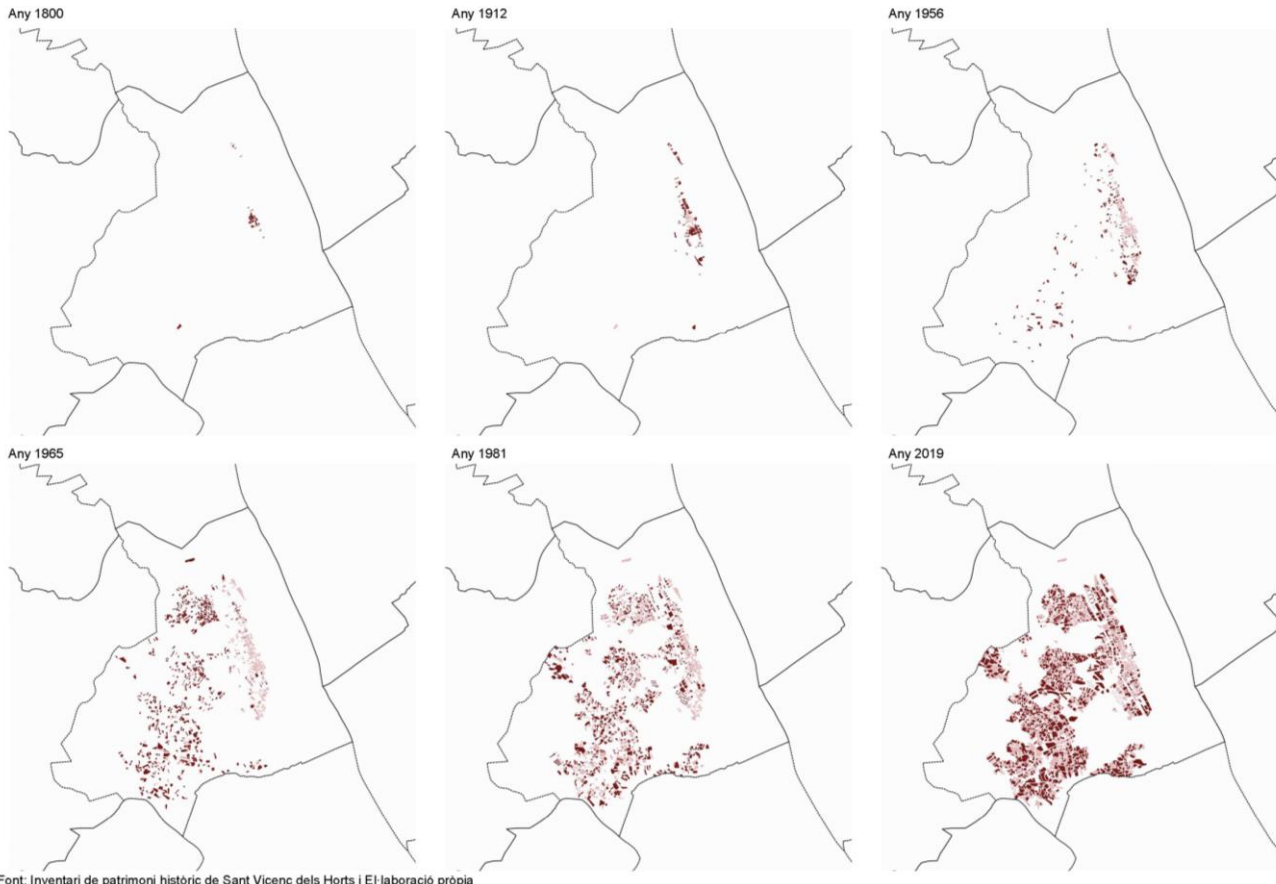 Any 1800
Any 1912
Any 1956
Any 1965
Any 1981
Any 2019
Font: Inventari de patrimoni històric de Sant Vicenç dels Horts i El·laboració pròpia